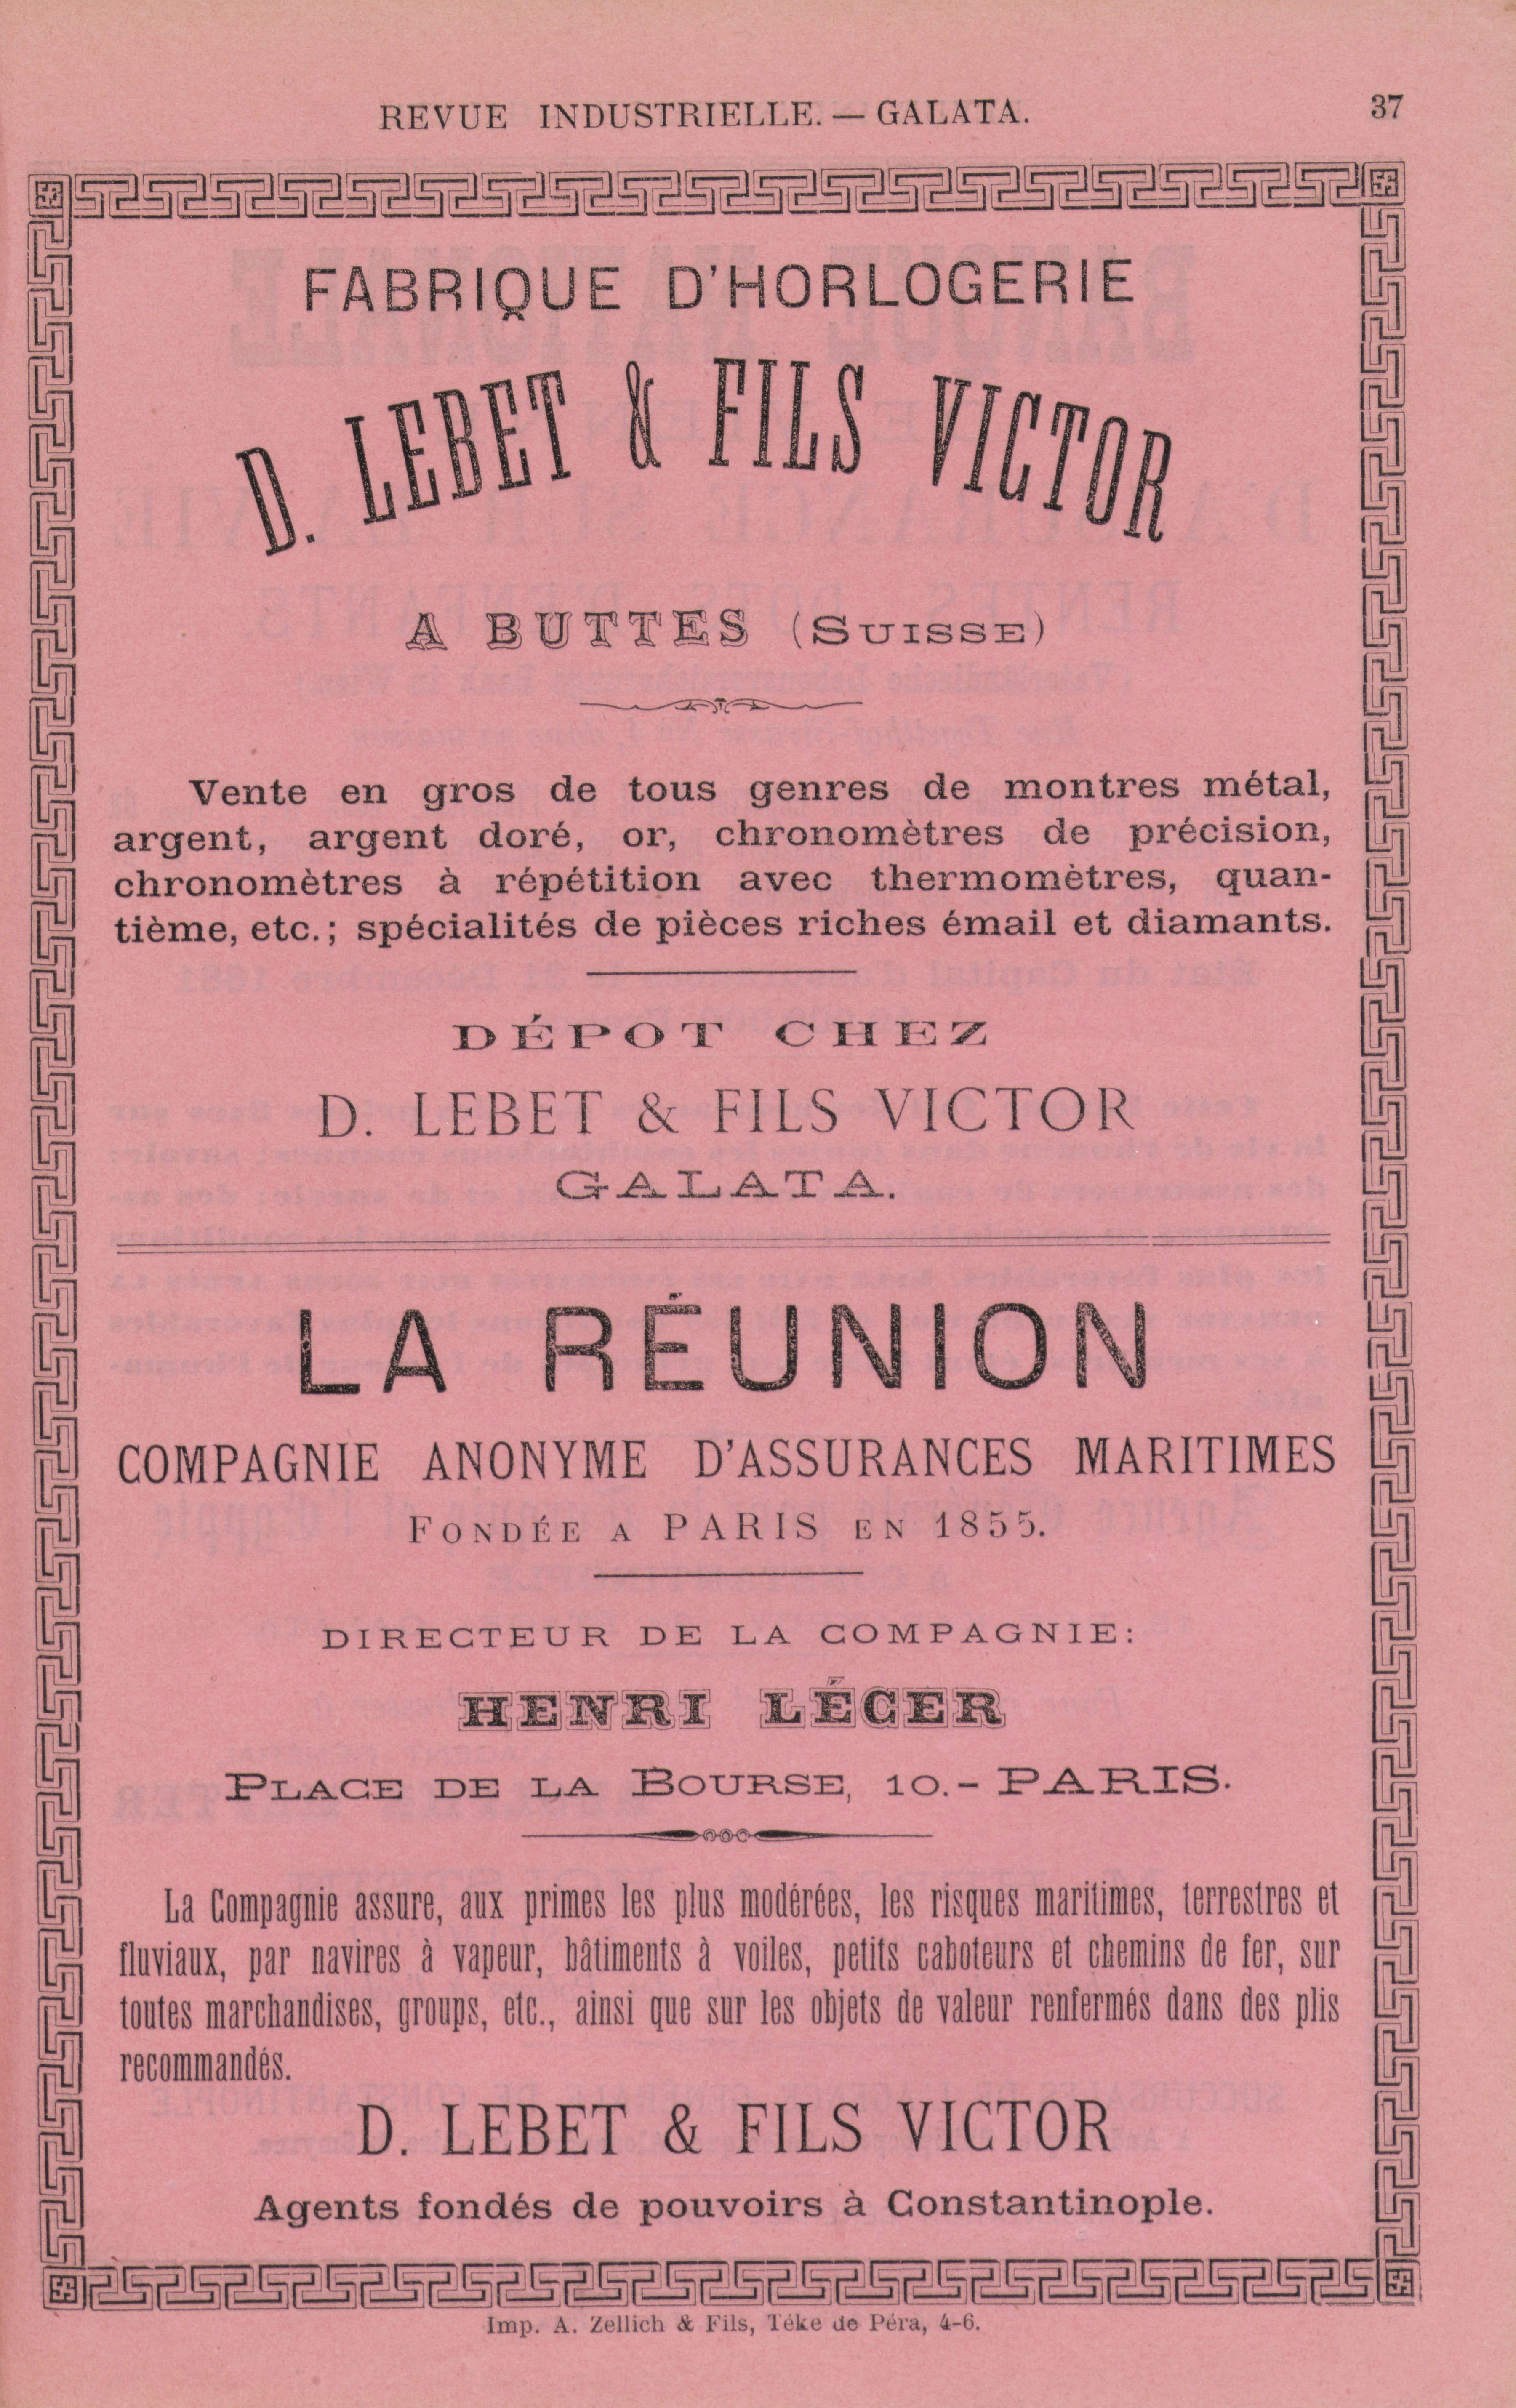 REVUE INDUSTRIELLE. — GALATA.
37
FABRIQUE D'HORLOGERIE
D. LEBET & FILS VICTOR
A BUTTES (SUISSE)
Vente en gros de tous genres de montres métal,
argent, argent doré, or, chronomètres de précision,
chronomètres à répétition avec thermomètres, quan-
tième, etc.; spécialités de pièces riches émail et diamants.
DÉPOT CHEZ
D. LEBET & FILS VICTOR
GALATA.
LA RÉUNION
COMPAGNIE ANONYME D'ASSURANCES MARITIMES
FONDÉE A PARIS EN 1855.
DIRECTEUR DE LA COMPAGNIE:
HENRI LÉGER
PLACE DE LA BOURSE, 10.- PARIS.
La Compagnie assure, aux primes les plus modérées, les risques maritimes, terrestres et
fluviaux, par navires à vapeur, bâtiments à voiles, petits caboteurs et chemins de fer, sur
toutes marchandises, groups, etc., ainsi que sur les objets de valeur renfermés dans des plis
recommandés.
D. LEBET & FILS VICTOR
Agents fondés de pouvoirs à Constantinople.
Imp. A. Zellich & Fils, Téke de Péra, 4-6.